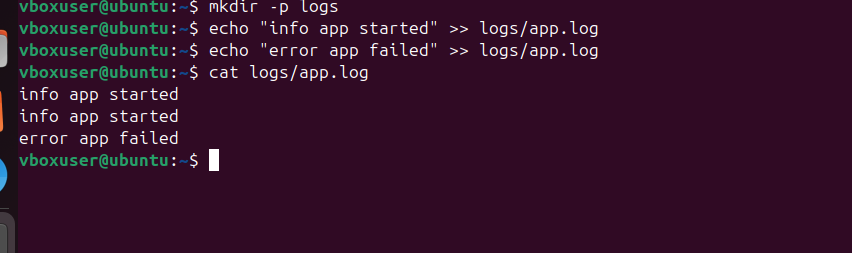 vboxuser@ubuntu:~$ mkdir -p logs
vboxuser@ubuntu:~$ echo "info app started" >> logs/app.log
vboxuser@ubuntu:~$ echo "error app failed" >> logs/app.log
vboxuser@ubuntu:~$ cat logs/app.log
info app started
info app started
error app failed
vboxuser@ubuntu:~$